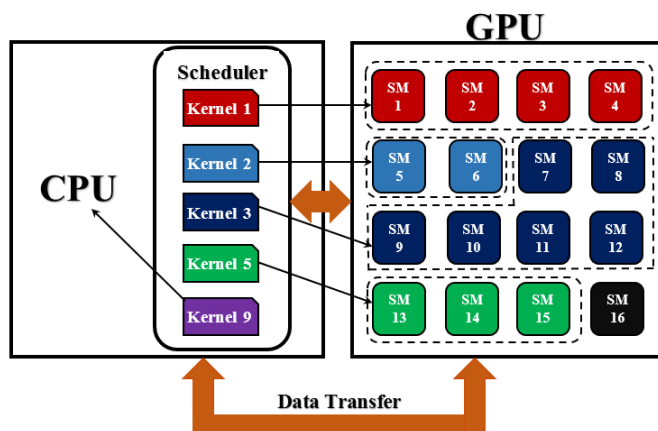 GPU
Scheduler
Kernel 1
Kernel 2
Kernel 3
Kernel 5
Kernel 9
CPU
SM
1
SM
2
SM
3
SM
4
SM
5
SM
6
SM
7
SM
8
SM
9
SM
10
SM
11
SM
12
SM
13
SM
14
SM
15
SM
16
Data Transfer